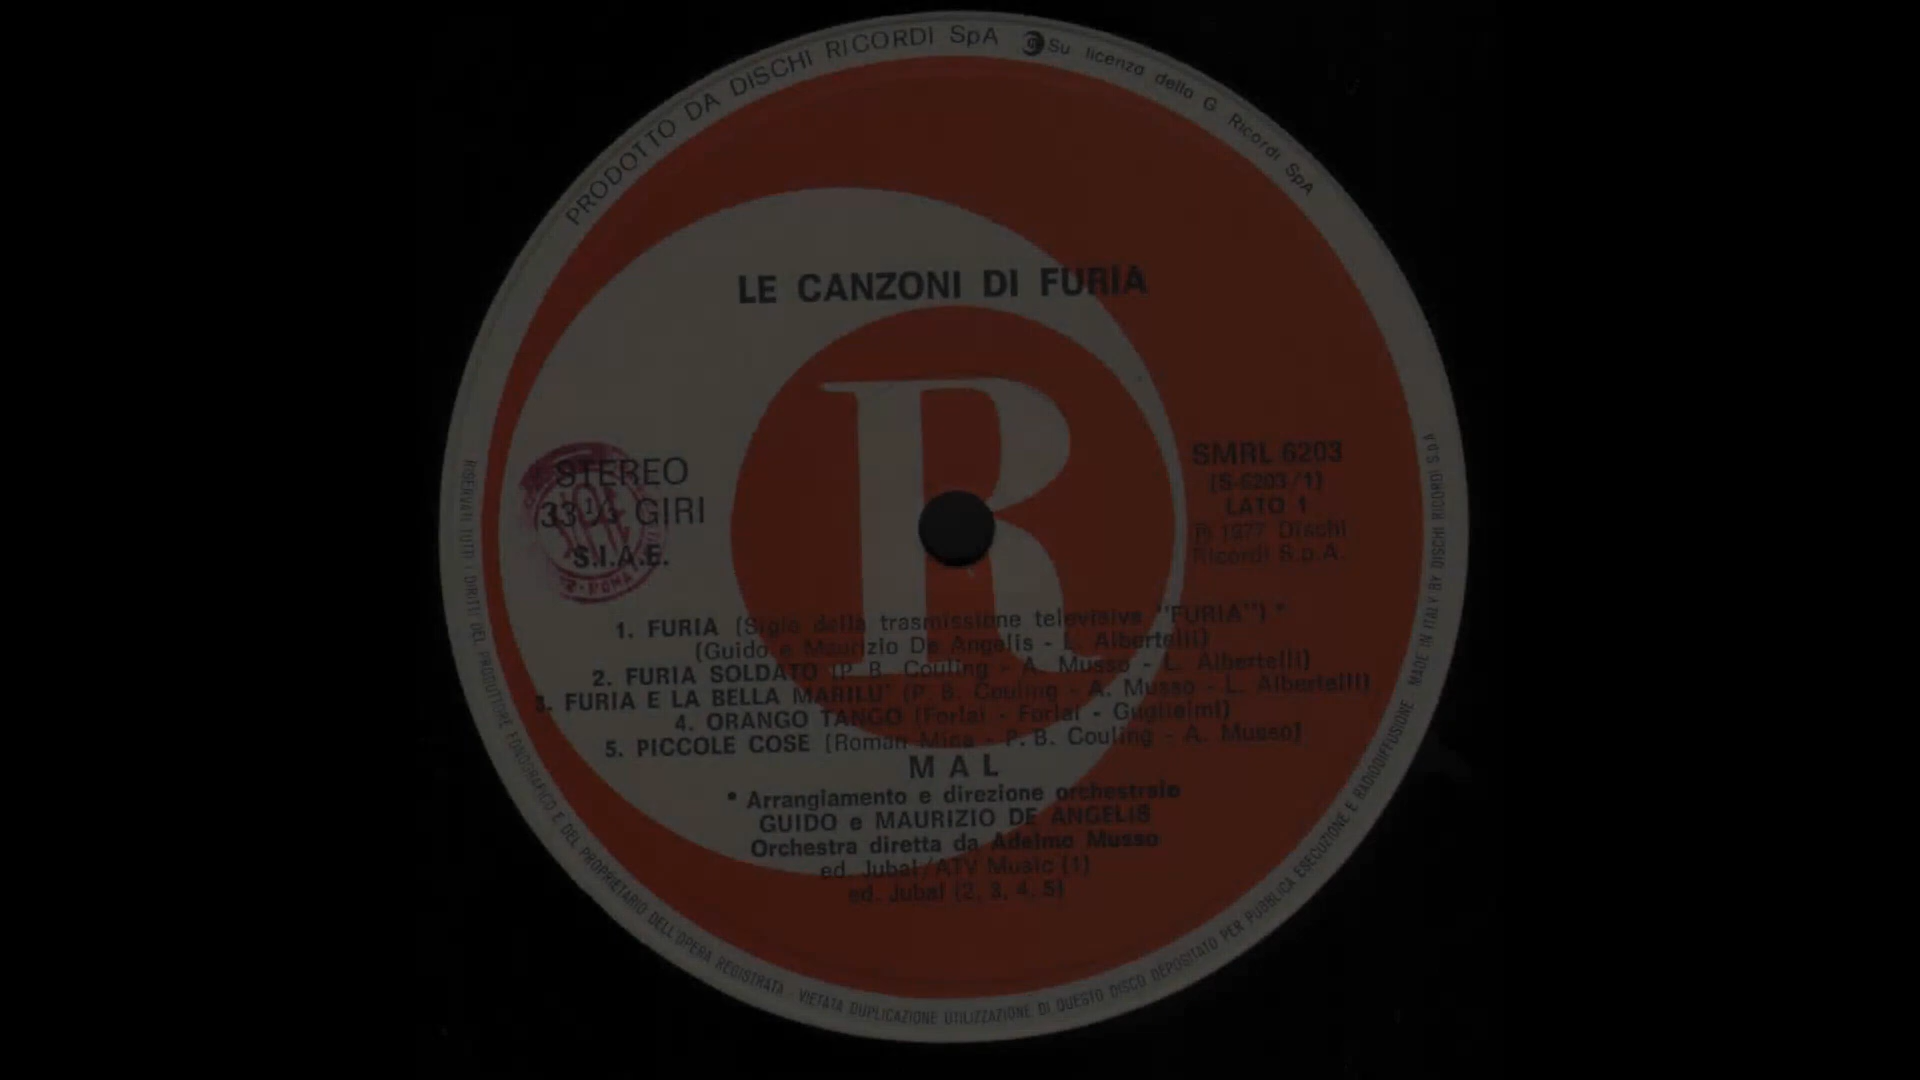 PRODOTTO DA DISCHI RICORDI SpA Su licenza della G Ricordi SpA
LE CANZONI DI FURIA
R
STEREO
33 1/3 GIRI
S.I.A.E.
SMRL 6203
(S-6203/1)
LATO 1
℗ 1977 Dischi
Ricordi S.p.A.
1. FURIA (Sigla della trasmissione televisiva "FURIA") *
(Guido e Maurizio De Angelis - L. Albertelli)
2. FURIA SOLDATO (P. B. Couling - A. Musso - L. Albertelli)
3. FURIA E LA BELLA MARILU' (P. B. Couling - A. Musso - L. Albertelli)
4. ORANGO TANGO (Forlai - Forlai - Guglielmi)
5. PICCOLE COSE (Roman Mica - P. B. Couling - A. Musso)
MAL
* Arrangiamento e direzione orchestrale
GUIDO e MAURIZIO DE ANGELIS
Orchestra diretta da Adelmo Musso
ed. Jubal/ATV Music (1)
ed. Jubal (2, 3, 4, 5)
RISERVATI TUTTI I DIRITTI DEL PRODUTTORE FONOGRAFICO E DEL PROPRIETARIO DELL'OPERA REGISTRATA - VIETATA DUPLICAZIONE UTILIZZAZIONE DI QUESTO DISCO DEPOSITATO PER PUBBLICA ESECUZIONE E RADIODIFFUSIONE - MADE IN ITALY BY DISCHI RICORDI S.p.A.